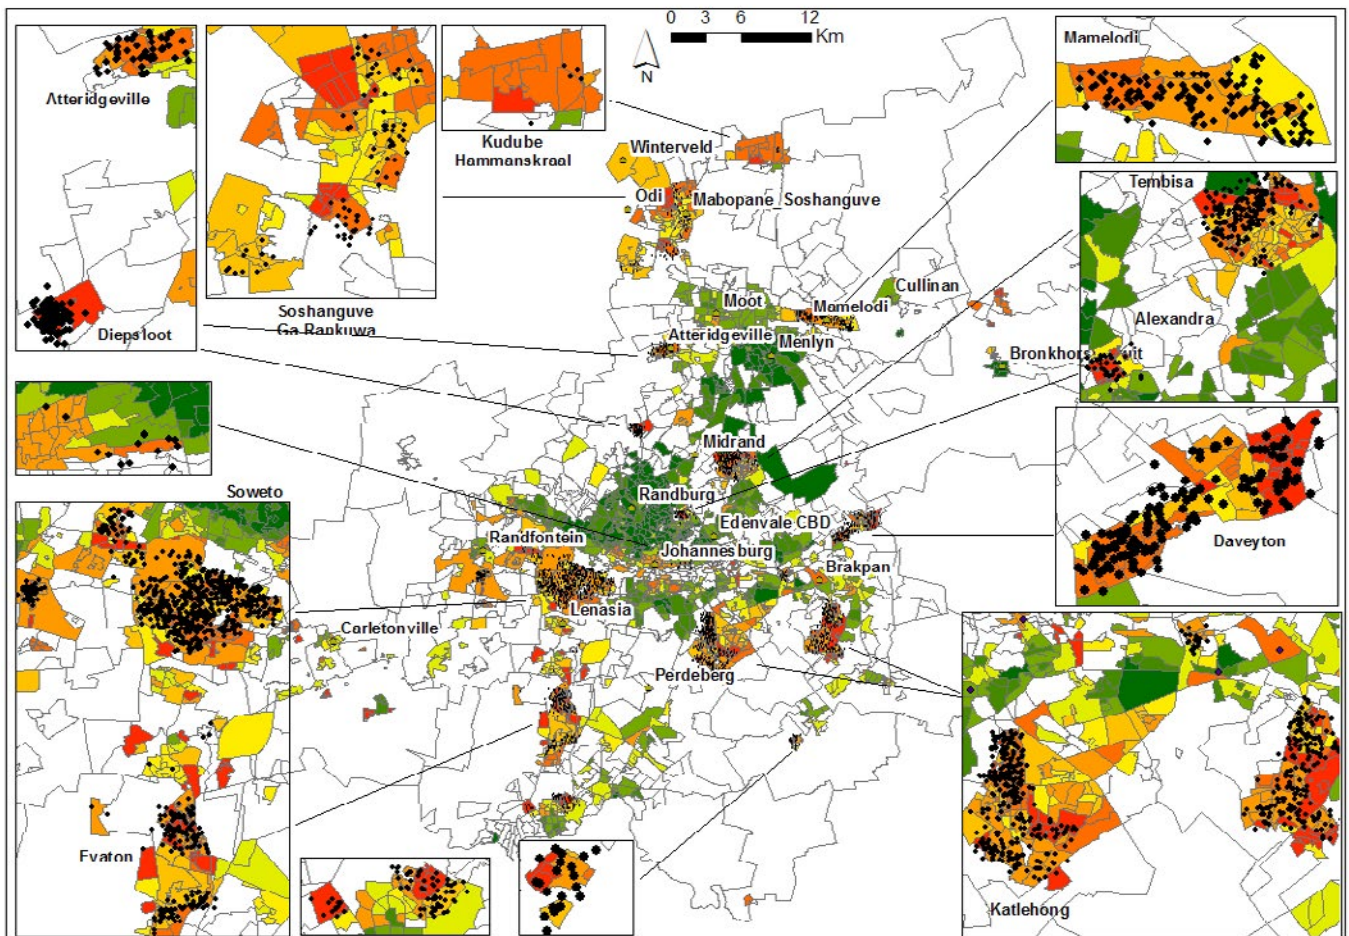 0 3 6 12
Km
N
Mamelodi
Atteridgeville
Kudube
Hammanskraal
Winterveld
Odi
Mabopane_Soshanguve
Tembisa
Alexandra
Cullinan
Moot
Mamelodi
Soshanguve
Ga Rankuwa
Diepsloot
Atteridgeville
Menlyn
Midrand
Soweto
Randburg
Edenvale CBD
Randfontein
Johannesburg
Brakpan
Daveyton
Lenasia
Carletonville
Perdeberg
Evaton
Katlehong